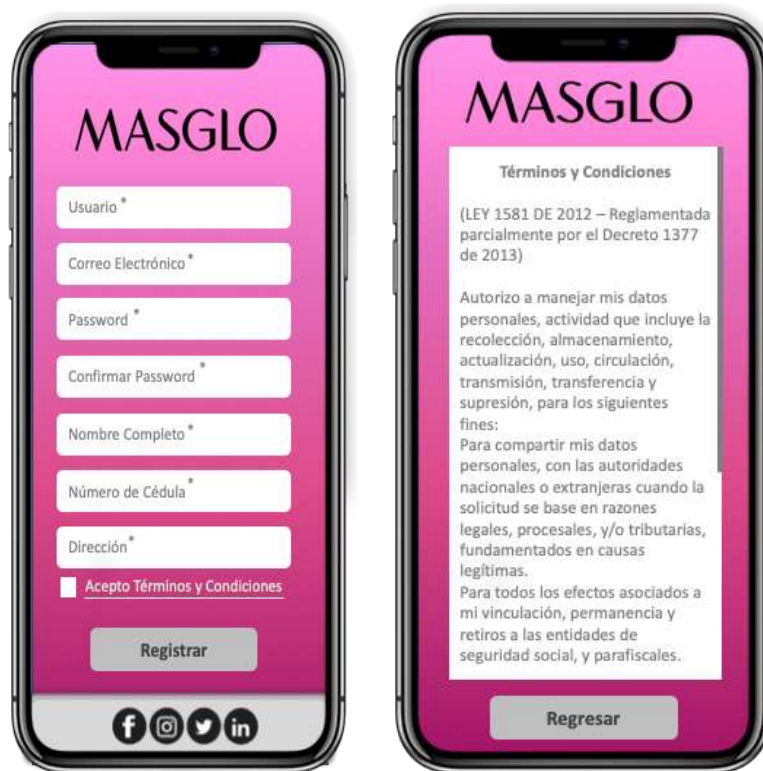 MASGLO
Usuario *
Correo Electrónico *
Password *
Confirmar Password *
Nombre Completo *
Número de Cédula *
Dirección *
Acepto Términos y Condiciones
Registrar
MASGLO
Términos y Condiciones
(LEY 1581 DE 2012 – Reglamentada
parcialmente por el Decreto 1377
de 2013)
Autorizo a manejar mis datos
personales, actividad que incluye la
recolección, almacenamiento,
actualización, uso, circulación,
transmisión, transferencia y
supresión, para los siguientes
fines:
Para compartir mis datos
personales, con las autoridades
nacionales o extranjeras cuando la
solicitud se base en razones
legales, procesales, y/o tributarias,
fundamentados en causas
legítimas.
Para todos los efectos asociados a
mi vinculación, permanencia y
retiros a las entidades de
seguridad social, y parafiscales.
Regresar